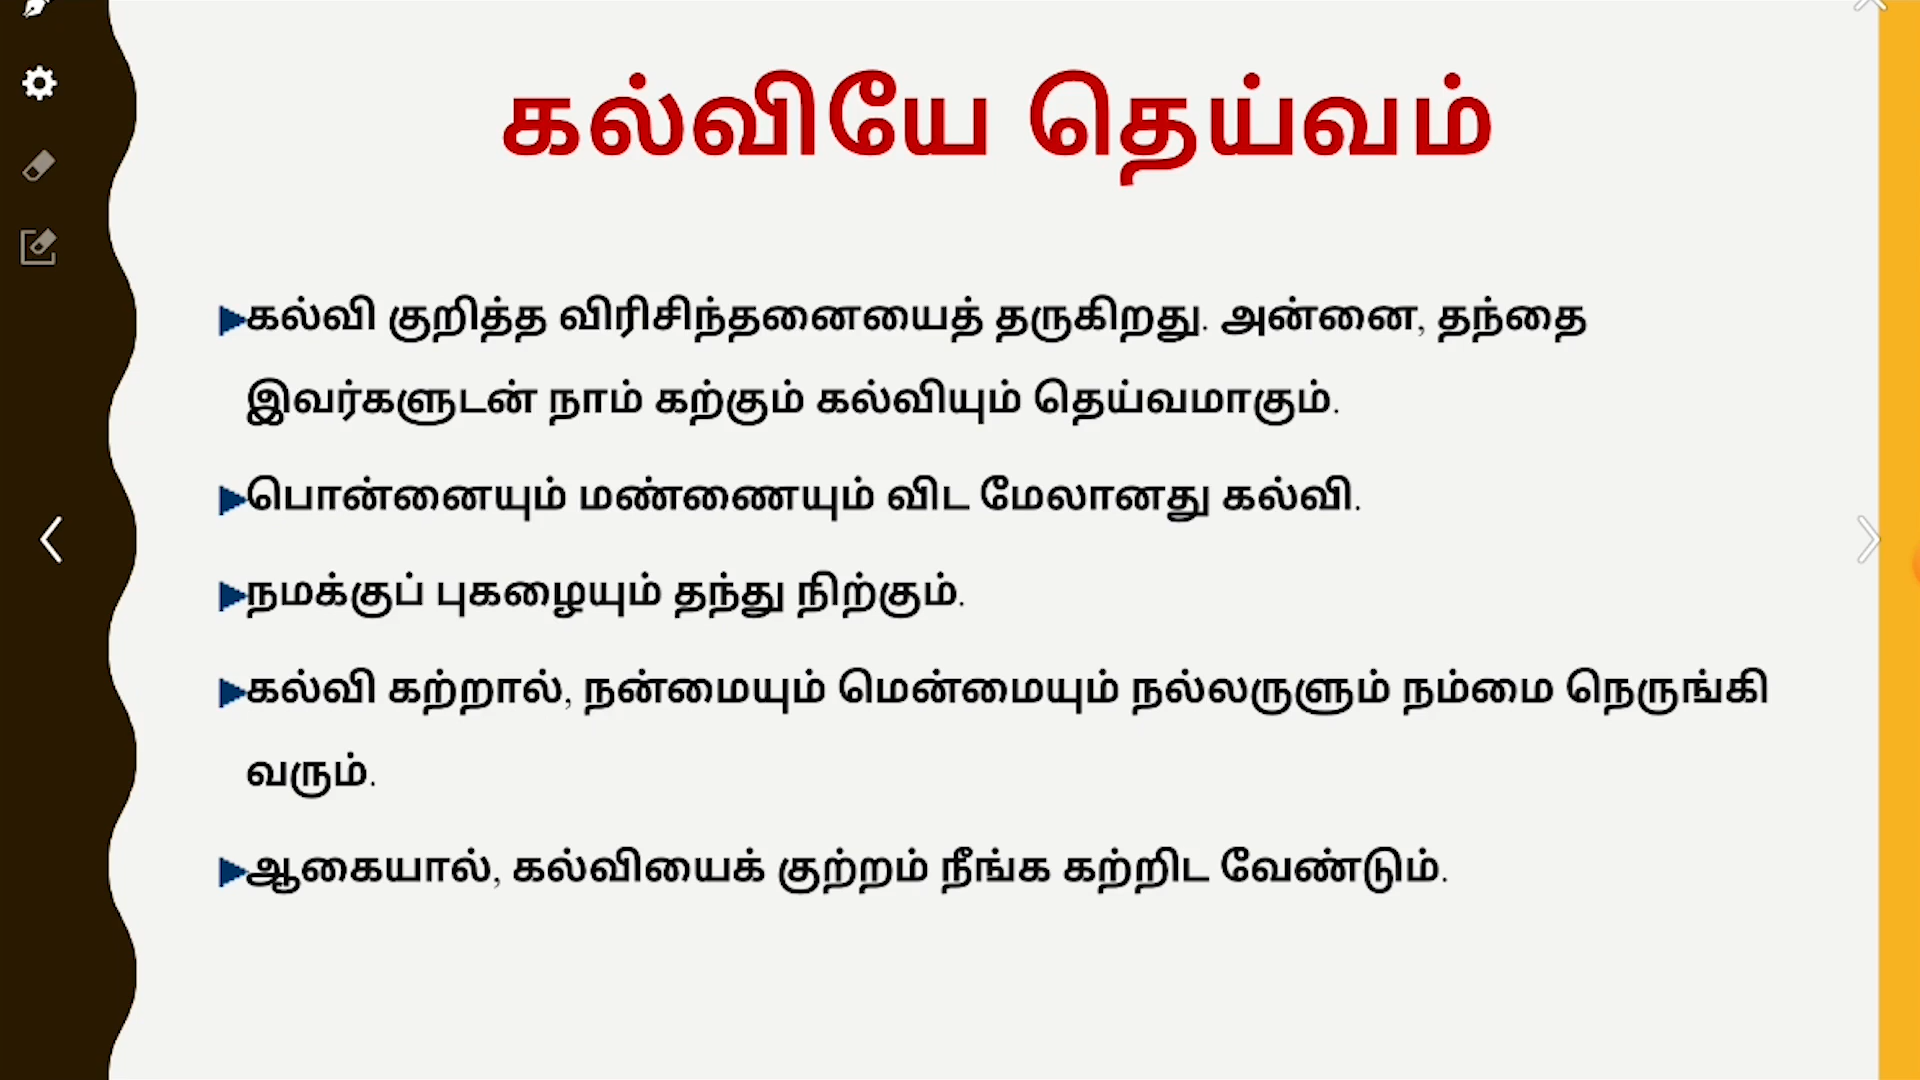 கல்வியே தெய்வம்
கல்வி குறித்த விரிசிந்தனையைத் தருகிறது. அன்னை, தந்தை
இவர்களுடன் நாம் கற்கும் கல்வியும் தெய்வமாகும்.
பொன்னையும் மண்ணையும் விட மேலானது கல்வி.
நமக்குப் புகழையும் தந்து நிற்கும்.
கல்வி கற்றால், நன்மையும் மென்மையும் நல்லருளும் நம்மை நெருங்கி
வரும்.
ஆகையால், கல்வியைக் குற்றம் நீங்க கற்றிட வேண்டும்.